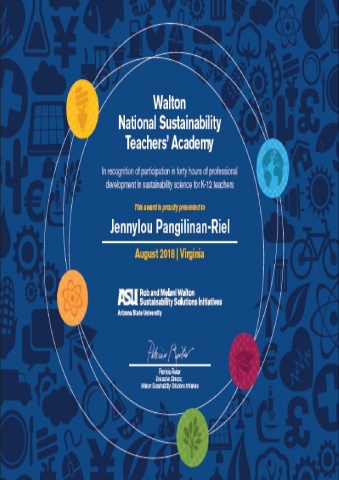 Walton
National Sustainability
Teachers' Academy
In recognition of participation in forty hours of professional
development in sustainability science for K-12 teachers
This award is proudly presented to
Jennylou Pangilinan-Riel
August 2018 | Virginia
ASU Rob and Melani Walton
Sustainability Solutions Initiatives
Arizona State University
Patricia Reiter
Executive Director,
Walton Sustainability Solutions Initiatives